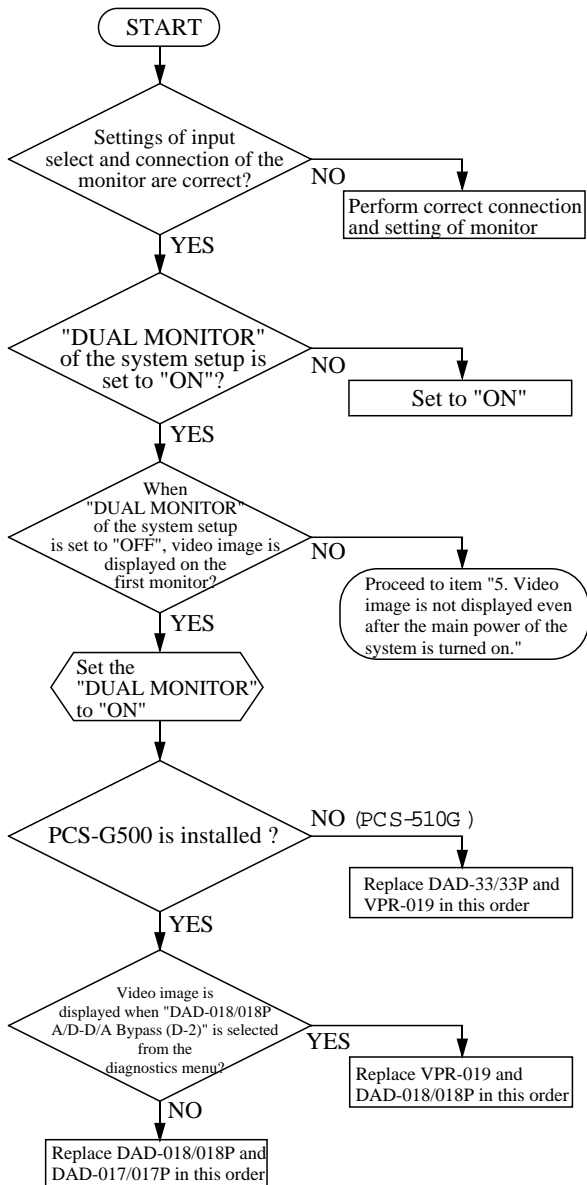 START
Settings of input
select and connection of the
monitor are correct?
NO
Perform correct connection
and setting of monitor
YES
"DUAL MONITOR"
of the system setup is
set to "ON"?
NO
Set to "ON"
YES
When
"DUAL MONITOR"
of the system setup
is set to "OFF", video image is
displayed on the
first monitor?
NO
Proceed to item "5. Video
image is not displayed even
after the main power of the
system is turned on."
YES
Set the
"DUAL MONITOR"
to "ON"
PCS-G500 is installed ?
NO (PCS-510G)
Replace DAD-33/33P and
VPR-019 in this order
YES
Video image is
displayed when "DAD-018/018P
A/D-D/A Bypass (D-2)" is selected
from the
diagnostics menu?
YES
Replace VPR-019 and
DAD-018/018P in this order
NO
Replace DAD-018/018P and
DAD-017/017P in this order